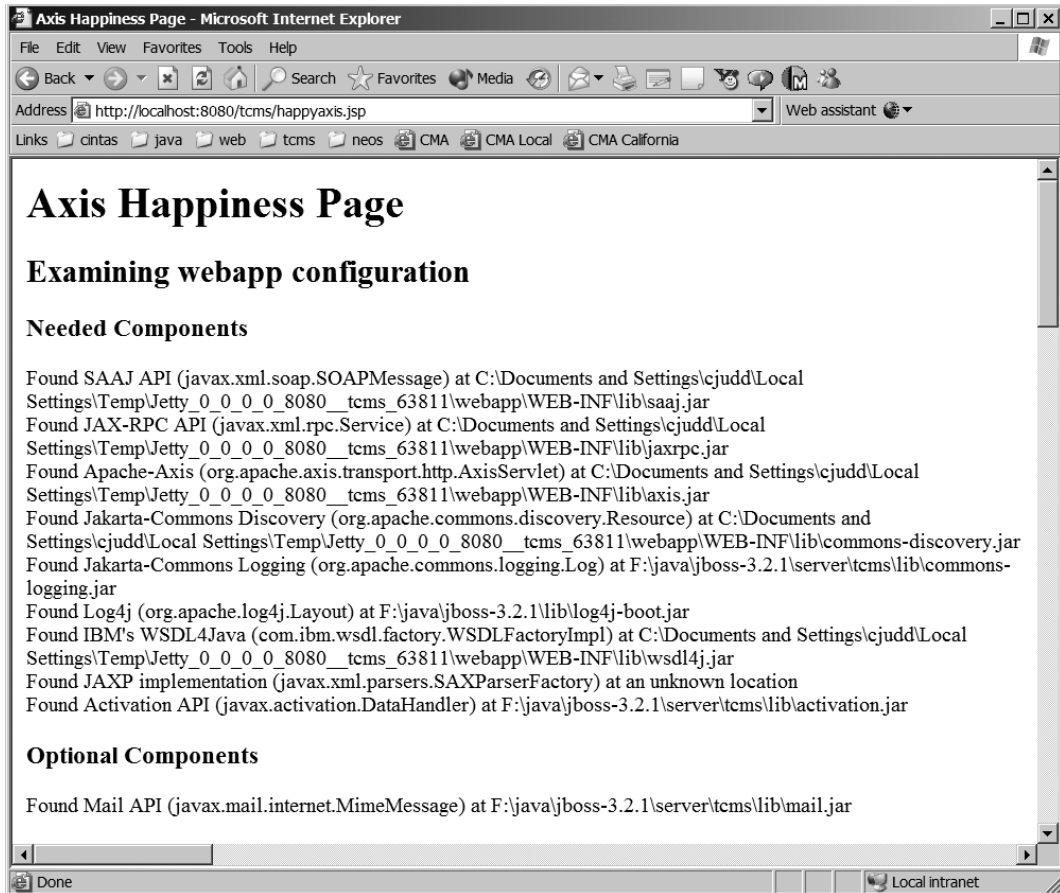 Axis Happiness Page - Microsoft Internet Explorer
File Edit View Favorites Tools Help
Back Search Favorites Media
Address http://localhost:8080/tcms/happyaxis.jsp Web assistant
Links cintas java web tcms neos CMA CMA Local CMA California
Axis Happiness Page
Examining webapp configuration
Needed Components
Found SAAJ API (javax.xml.soap.SOAPMessage) at C:\Documents and Settings\cjudd\Local
Settings\Temp\Jetty_0_0_0_0_8080__tcms_63811\webapp\WEB-INF\lib\saaj.jar
Found JAX-RPC API (javax.xml.rpc.Service) at C:\Documents and Settings\cjudd\Local
Settings\Temp\Jetty_0_0_0_0_8080__tcms_63811\webapp\WEB-INF\lib\jaxrpc.jar
Found Apache-Axis (org.apache.axis.transport.http.AxisServlet) at C:\Documents and Settings\cjudd\Local
Settings\Temp\Jetty_0_0_0_0_8080__tcms_63811\webapp\WEB-INF\lib\axis.jar
Found Jakarta-Commons Discovery (org.apache.commons.discovery.Resource) at C:\Documents and
Settings\cjudd\Local Settings\Temp\Jetty_0_0_0_0_8080__tcms_63811\webapp\WEB-INF\lib\commons-discovery.jar
Found Jakarta-Commons Logging (org.apache.commons.logging.Log) at F:\java\jboss-3.2.1\server\tcms\lib\commons-
logging.jar
Found Log4j (org.apache.log4j.Layout) at F:\java\jboss-3.2.1\lib\log4j-boot.jar
Found IBM's WSDL4Java (com.ibm.wsdl.factory.WSDLFactoryImpl) at C:\Documents and Settings\cjudd\Local
Settings\Temp\Jetty_0_0_0_0_8080__tcms_63811\webapp\WEB-INF\lib\wsdl4j.jar
Found JAXP implementation (javax.xml.parsers.SAXParserFactory) at an unknown location
Found Activation API (javax.activation.DataHandler) at F:\java\jboss-3.2.1\server\tcms\lib\activation.jar
Optional Components
Found Mail API (javax.mail.internet.MimeMessage) at F:\java\jboss-3.2.1\server\tcms\lib\mail.jar
Done Local intranet